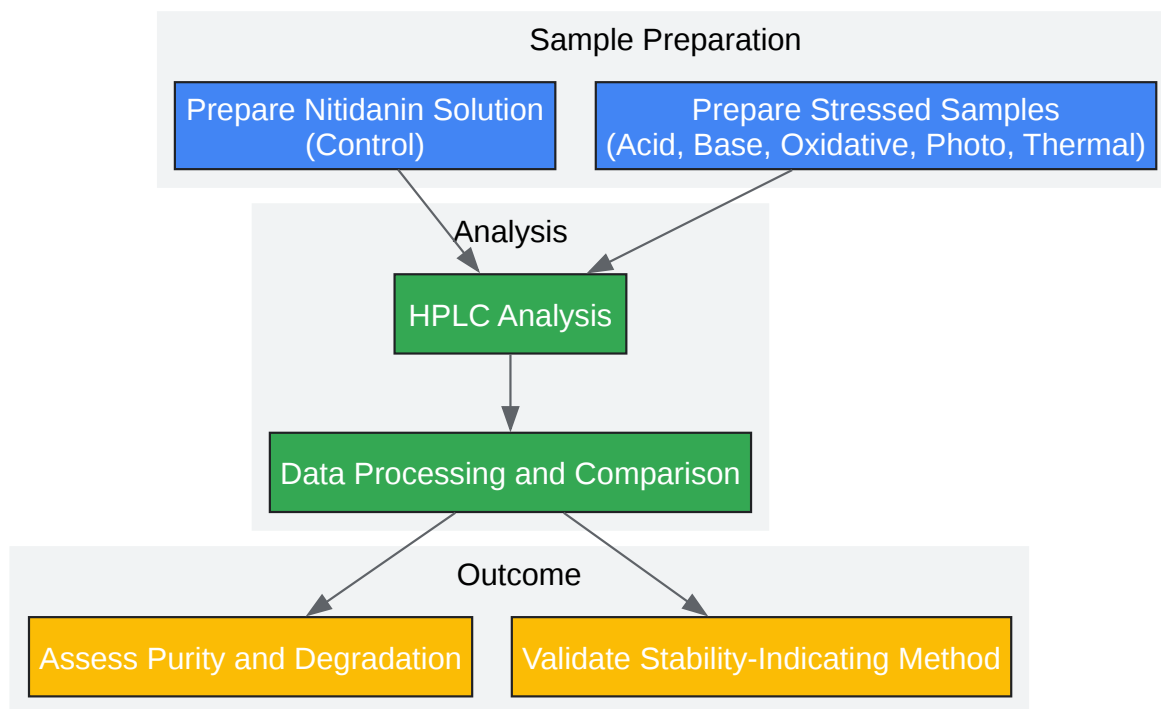 Sample Preparation
Prepare Nitidanin Solution
(Control)
Prepare Stressed Samples
(Acid, Base, Oxidative, Photo, Thermal)
Analysis
HPLC Analysis
Data Processing and Comparison
Outcome
Assess Purity and Degradation
Validate Stability-Indicating Method